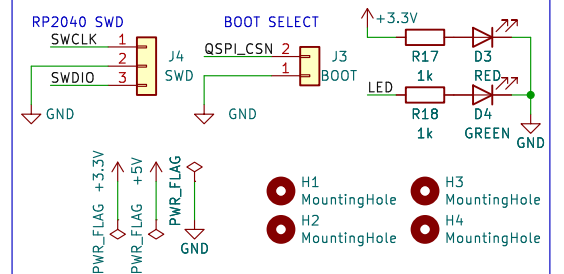 RP2040 SWD
SWCLK 1
2
SWDIO 3
J4
SWD
GND
BOOT SELECT
QSPI_CSN 2
1
J3
BOOT
GND
+3.3V
R17
1k
D3
RED
LED
R18
1k
D4
GREEN
GND
PWR_FLAG +3.3V
PWR_FLAG +5V
PWR_FLAG
GND
H1
MountingHole
H2
MountingHole
H3
MountingHole
H4
MountingHole